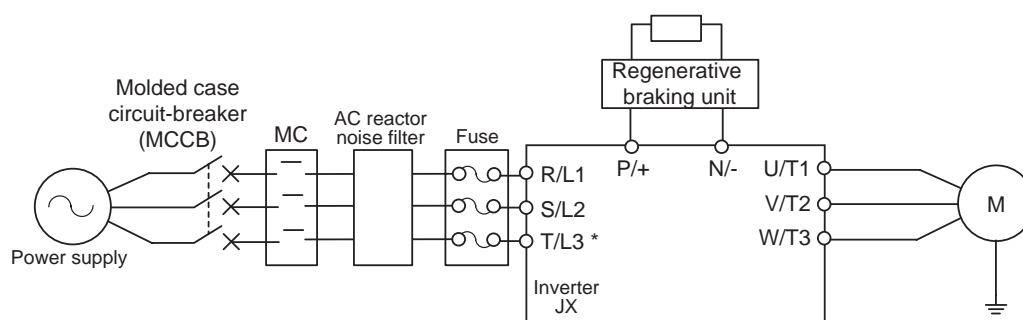 Molded case
circuit-breaker
(MCCB)
Power supply
MC
AC reactor
noise filter
Fuse
R/L1
S/L2
T/L3 *
Inverter
JX
Regenerative
braking unit
P/+
N/-
U/T1
V/T2
W/T3
M